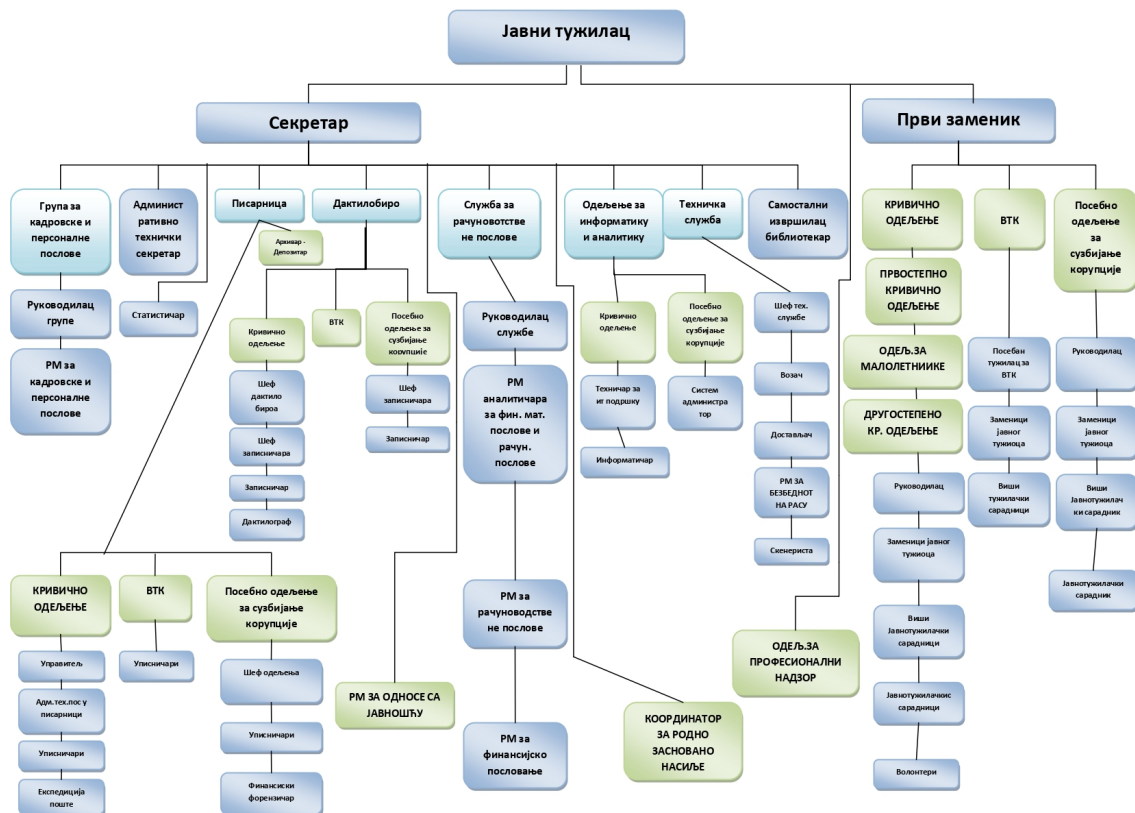 Јавни тужилац
Секретар
Први заменик
Група за
кадровске и
персоналне
послове
Админист
ративно
технички
секретар
Писарница
Дактилобиро
Служба за
рачуновотстве
не послове
Одељење за
информатику
и аналитику
Техничка
служба
Самостални
извршилац
библиотекар
КРИВИЧНО
ОДЕЉЕЊЕ
ВТК
Посебно
одељење
за
сузбијање
корупције
Архивар -
Депозитар
Руководилац
групе
РМ за
кадровске и
персоналне
послове
Статистичар
Кривично
одељење
Шеф
дактило
бироа
Шеф
записничара
Записничар
Дактилограф
ВТК
Посебно
одељење за
сузбијање
корупције
Шеф
записничара
Записничар
Руководилац
службе
РМ
аналитичара
за фин. мат.
послове и
рачун.
послове
РМ за
рачуноводстве
не послове
РМ за
финансијско
пословање
Кривично
одељење
Техничар за
иг подршку
Информатичар
Посебно
одељење за
сузбијање
корупције
Систем
администра
тор
Шеф тех.
службе
Возач
Достављач
РМ ЗА
БЕЗБЕДНОТ
НА РАСУ
Скенериста
ПРВОСТЕПНО
КРИВИЧНО
ОДЕЉЕЊЕ
ОДЕЉ.ЗА
МАЛОЛЕТНИИКЕ
ДРУГОСТЕПЕНО
КР. ОДЕЉЕЊЕ
Руководилац
Заменици јавног
тужиоца
Виши
Јавнотужилачки
сарадници
Јавнотужилачкис
сарадници
Волонтери
Посебан
тужилац за
ВТК
Заменици
јавног
тужиоца
Виши
тужилачки
сарадници
Руководилац
Заменици јавног
тужиоца
Виши
Јавнотужилач
ки сарадник
Јавнотужилачки
сарадник
КРИВИЧНО
ОДЕЉЕЊЕ
Управитељ
Адм.тех.пос у
писарници
Уписничари
Експедиција
поште
ВТК
Уписничари
Посебно одељење
за сузбијање
корупције
Шеф одељења
Уписничари
Финансиски
форензичар
РМ ЗА ОДНОСЕ СА
ЈАВНОШЋУ
КООРДИНАТОР
ЗА РОДНО
ЗАСНОВАНО
НАСИЉЕ
ОДЕЉ.ЗА
ПРОФЕСИОНАЛНИ
НАДЗОР